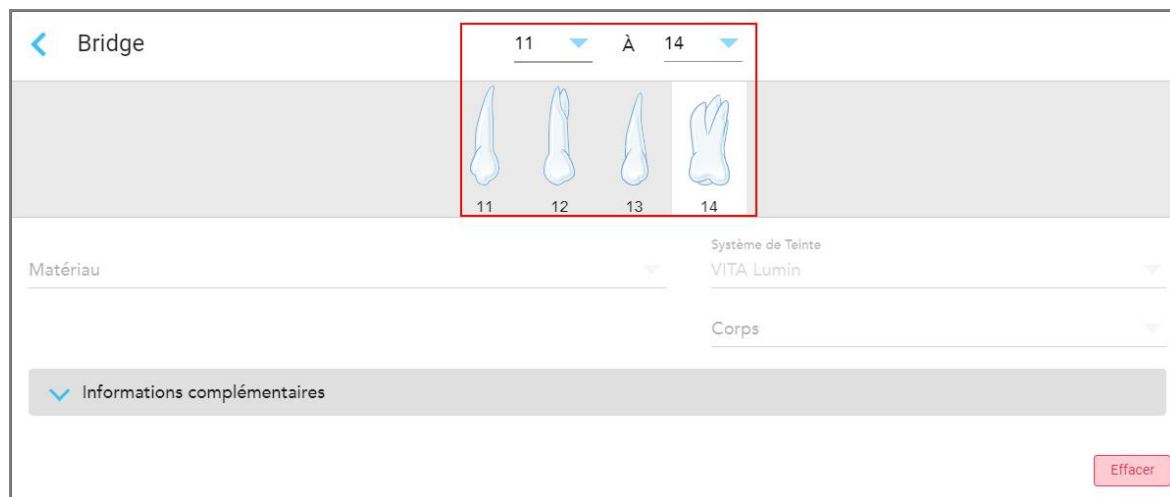 Bridge 11 À 14
11 12 13 14
Système de Teinte
Matériau VITA Lumin
Corps
Informations complémentaires
Effacer